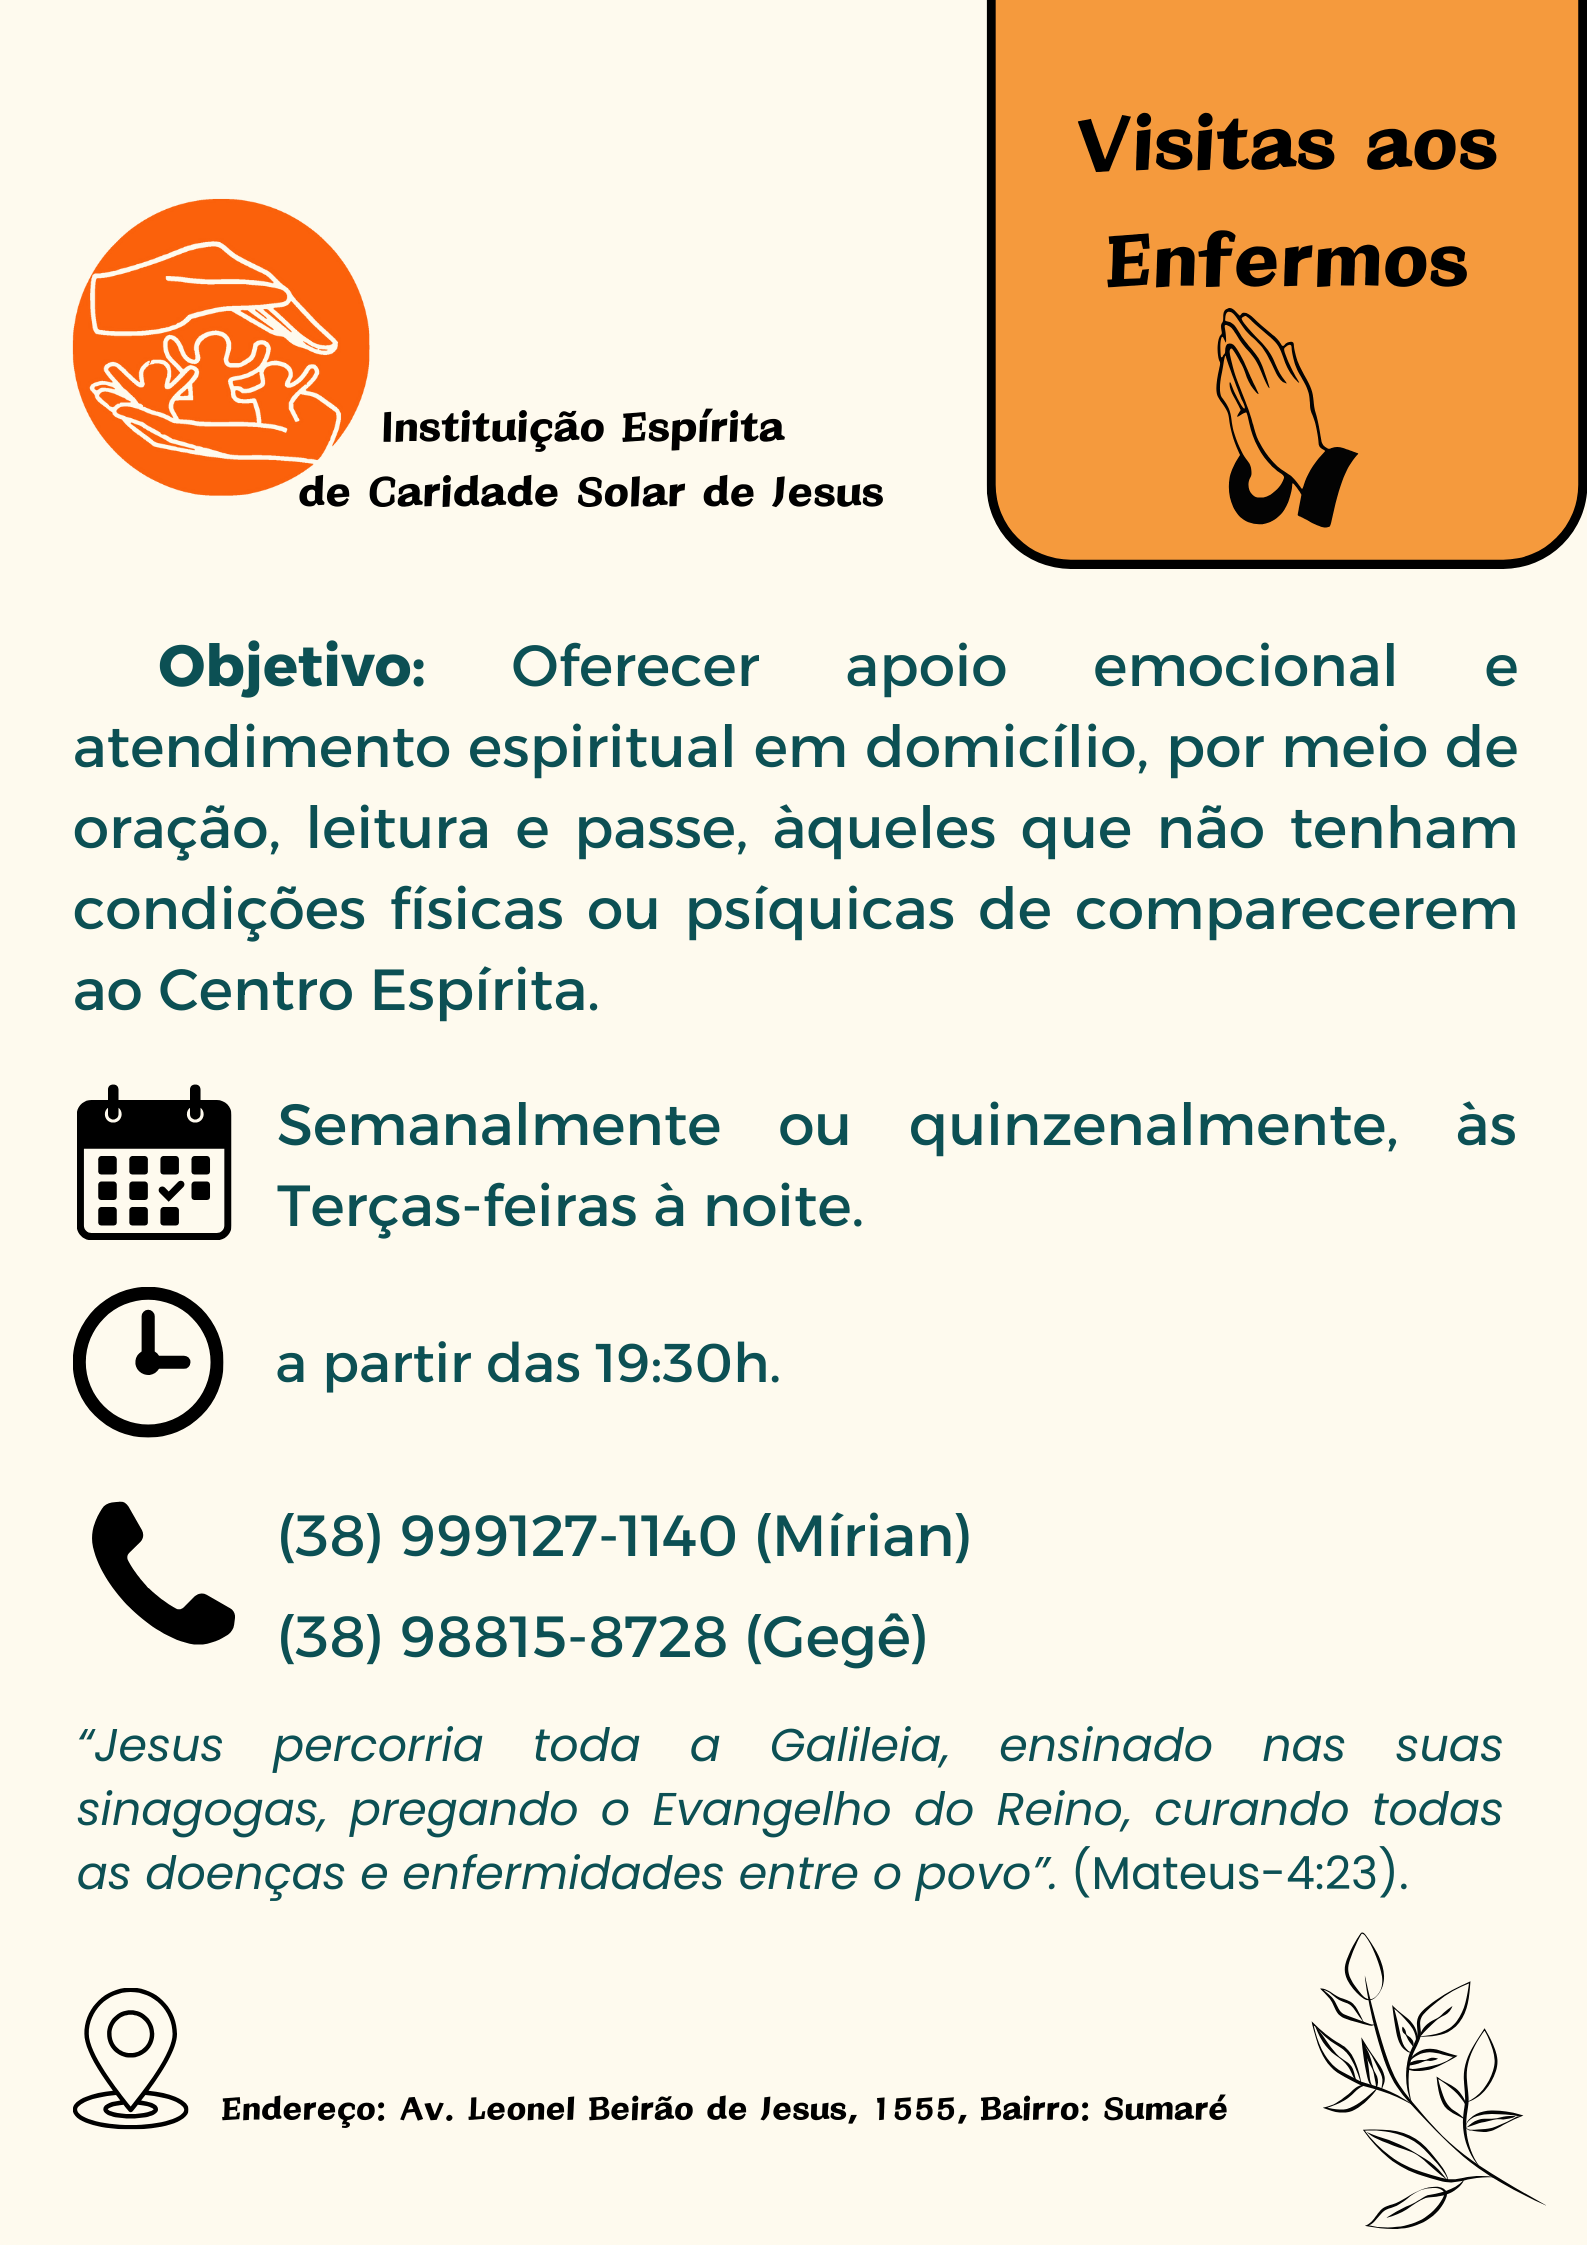 Visitas aos
Enfermos
Instituição Espírita
de Caridade Solar de Jesus
Objetivo: Oferecer apoio emocional e
atendimento espiritual em domicílio, por meio de
oração, leitura e passe, àqueles que não tenham
condições físicas ou psíquicas de comparecerem
ao Centro Espírita.
Semanalmente ou quinzenalmente, às
Terças-feiras à noite.
a partir das 19:30h.
(38) 999127-1140 (Mírian)
(38) 98815-8728 (Gegê)
“Jesus percorria toda a Galileia, ensinado nas suas
sinagogas, pregando o Evangelho do Reino, curando todas
as doenças e enfermidades entre o povo”. (Mateus-4:23).
Endereço: Av. Leonel Beirão de Jesus, 1555, Bairro: Sumaré